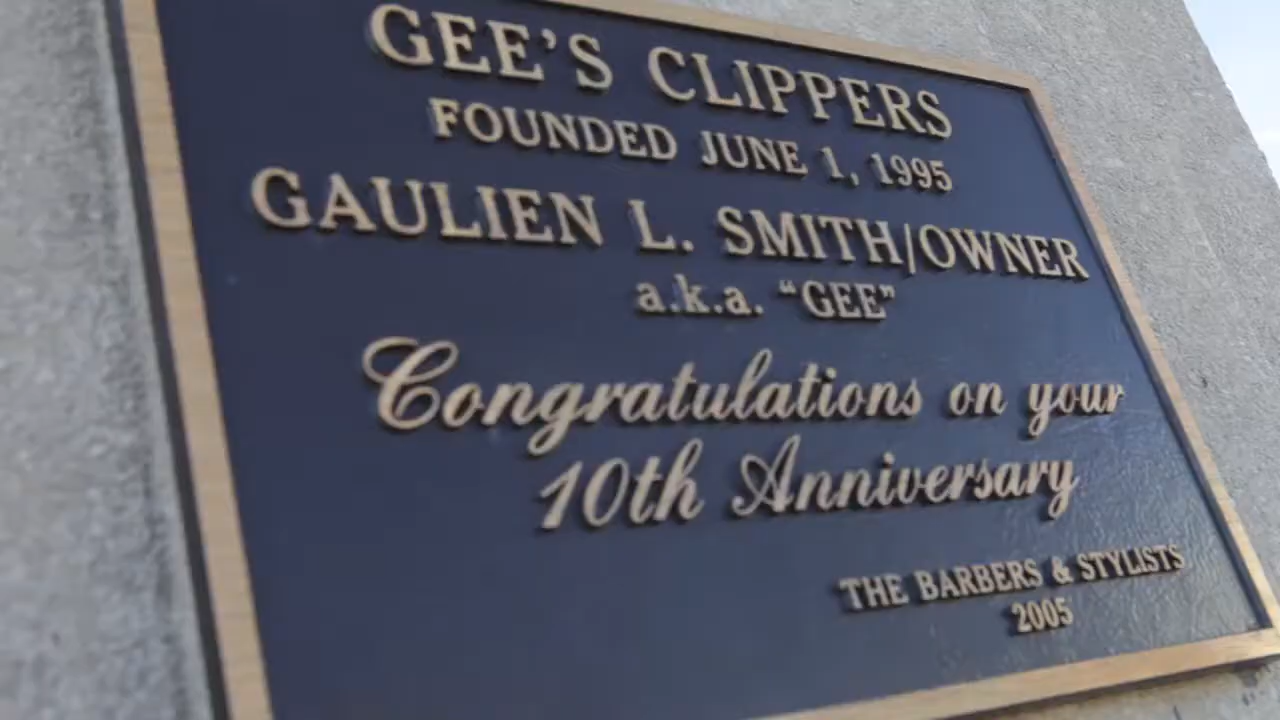 GEE'S CLIPPERS
FOUNDED JUNE 1, 1995
GAULIEN L. SMITH/OWNER
a.k.a. “GEE”
Congratulations on your
10th Anniversary
THE BARBERS & STYLISTS
2005